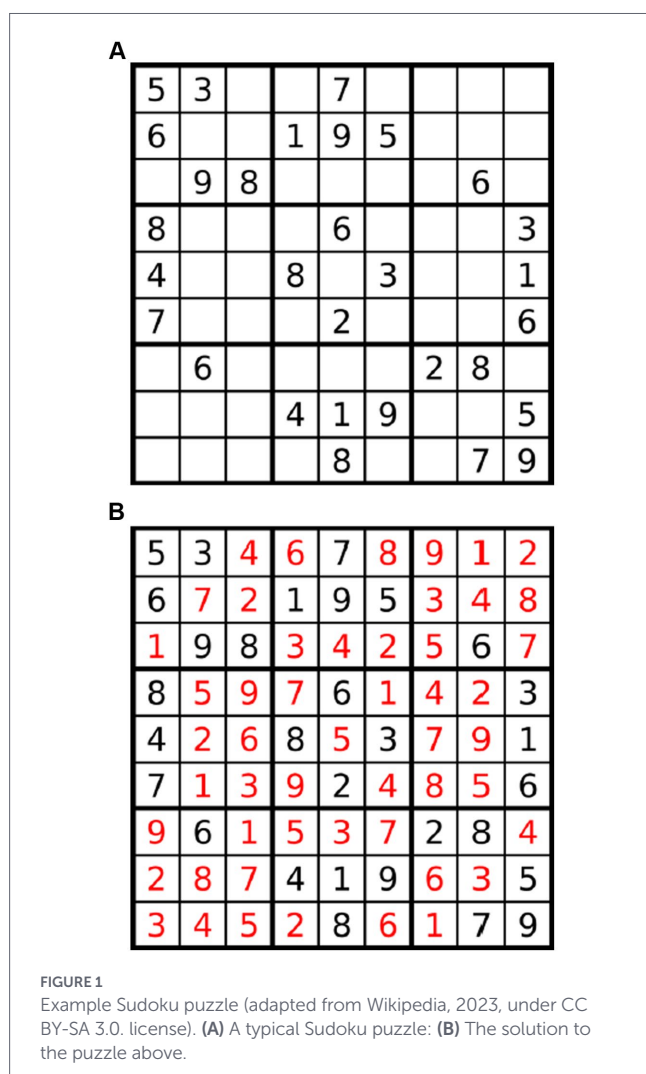 A
5 3 7
6 1 9 5
9 8 6
8 6 3
4 8 3 1
7 2 6
6 2 8
4 1 9 5
8 7 9
B
5 3 4 6 7 8 9 1 2
6 7 2 1 9 5 3 4 8
1 9 8 3 4 2 5 6 7
8 5 9 7 6 1 4 2 3
4 2 6 8 5 3 7 9 1
7 1 3 9 2 4 8 5 6
9 6 1 5 3 7 2 8 4
2 8 7 4 1 9 6 3 5
3 4 5 2 8 6 1 7 9
FIGURE 1
Example Sudoku puzzle (adapted from Wikipedia, 2023, under CC
BY-SA 3.0. license). (A) A typical Sudoku puzzle: (B) The solution to
the puzzle above.